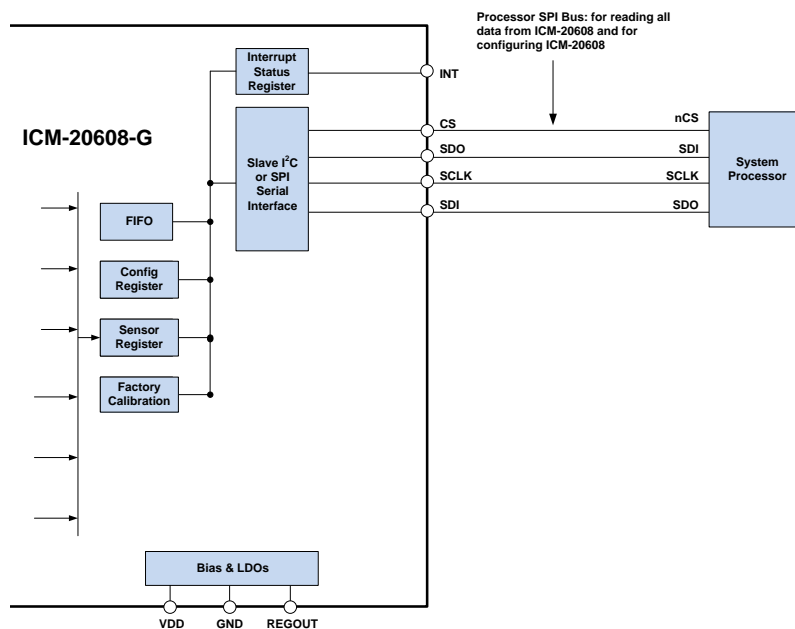 Processor SPI Bus: for reading all
data from ICM-20608 and for
configuring ICM-20608
Interrupt
Status
Register
INT
ICM-20608-G
Slave I²C
or SPI
Serial
Interface
CS
nCS
SDO
SDI
SCLK
SCLK
SDI
SDO
System
Processor
FIFO
Config
Register
Sensor
Register
Factory
Calibration
Bias & LDOs
VDD
GND
REGOUT